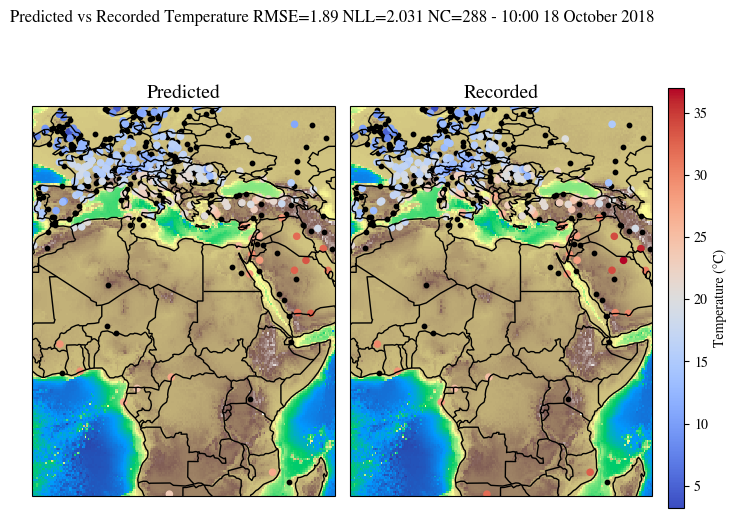 Predicted vs Recorded Temperature RMSE=1.89 NLL=2.031 NC=288 - 10:00 18 October 2018
Predicted
Recorded
35
30
25
20
15
10
5
Temperature (°C)